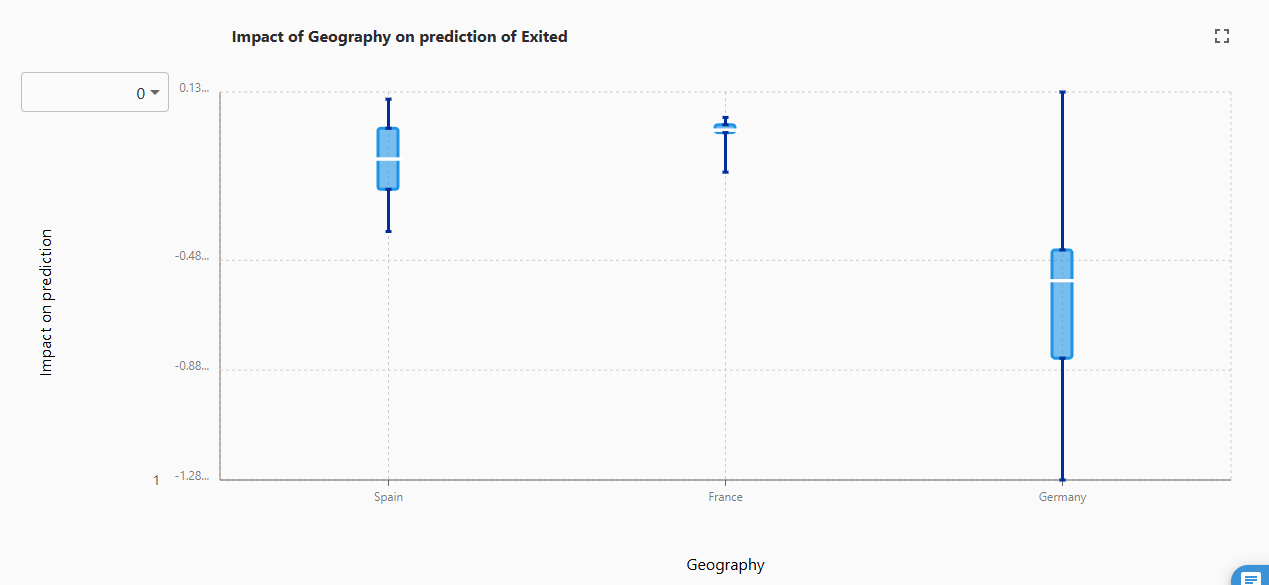 Impact of Geography on prediction of Exited
0
0.13...
-0.48...
-0.88...
-1.28...
1
Impact on prediction
Spain
France
Germany
Geography